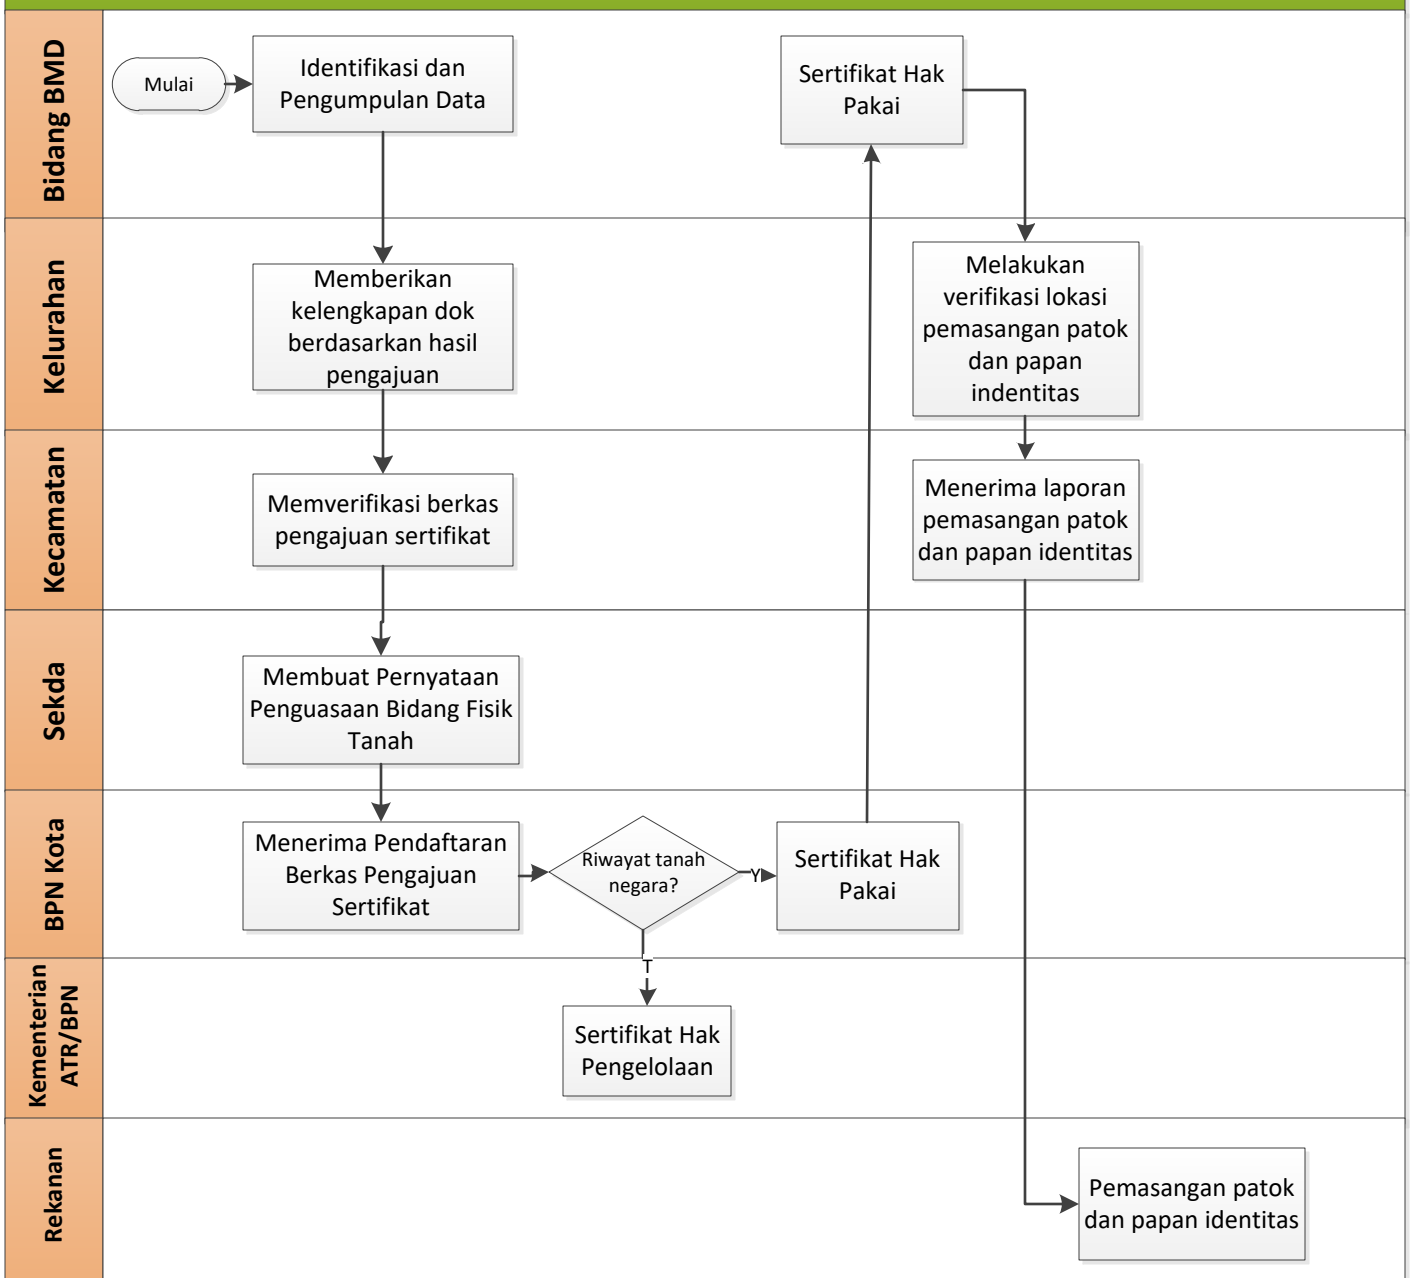 Bidang BMD
Mulai
Identifikasi dan
Pengumpulan Data
Sertifikat Hak
Pakai
Kelurahan
Memberikan
kelengkapan dok
berdasarkan hasil
pengajuan
Melakukan
verifikasi lokasi
pemasangan patok
dan papan
indentitas
Kecamatan
Memverifikasi berkas
pengajuan sertifikat
Menerima laporan
pemasangan patok
dan papan identitas
Sekda
Membuat Pernyataan
Penguasaan Bidang Fisik
Tanah
BPN Kota
Menerima Pendaftaran
Berkas Pengajuan
Sertifikat
Riwayat tanah
negara?
Y
Sertifikat Hak
Pakai
T
Kementerian
ATR/BPN
Sertifikat Hak
Pengelolaan
Rekanan
Pemasangan patok
dan papan identitas